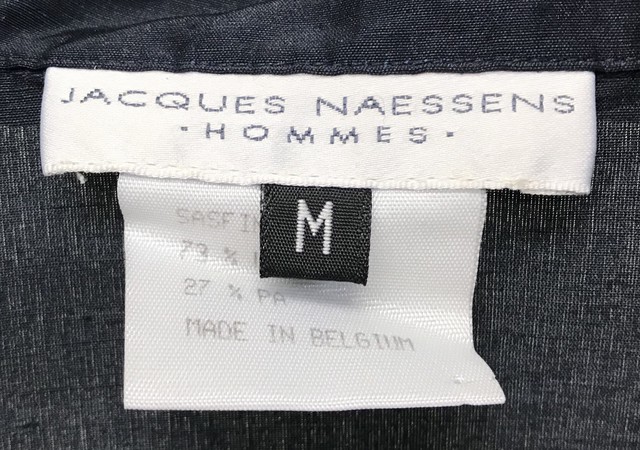 JACQUES NAESSENS
·HOMMES·
M
73 %
27 % PA
MADE IN BELGIUM